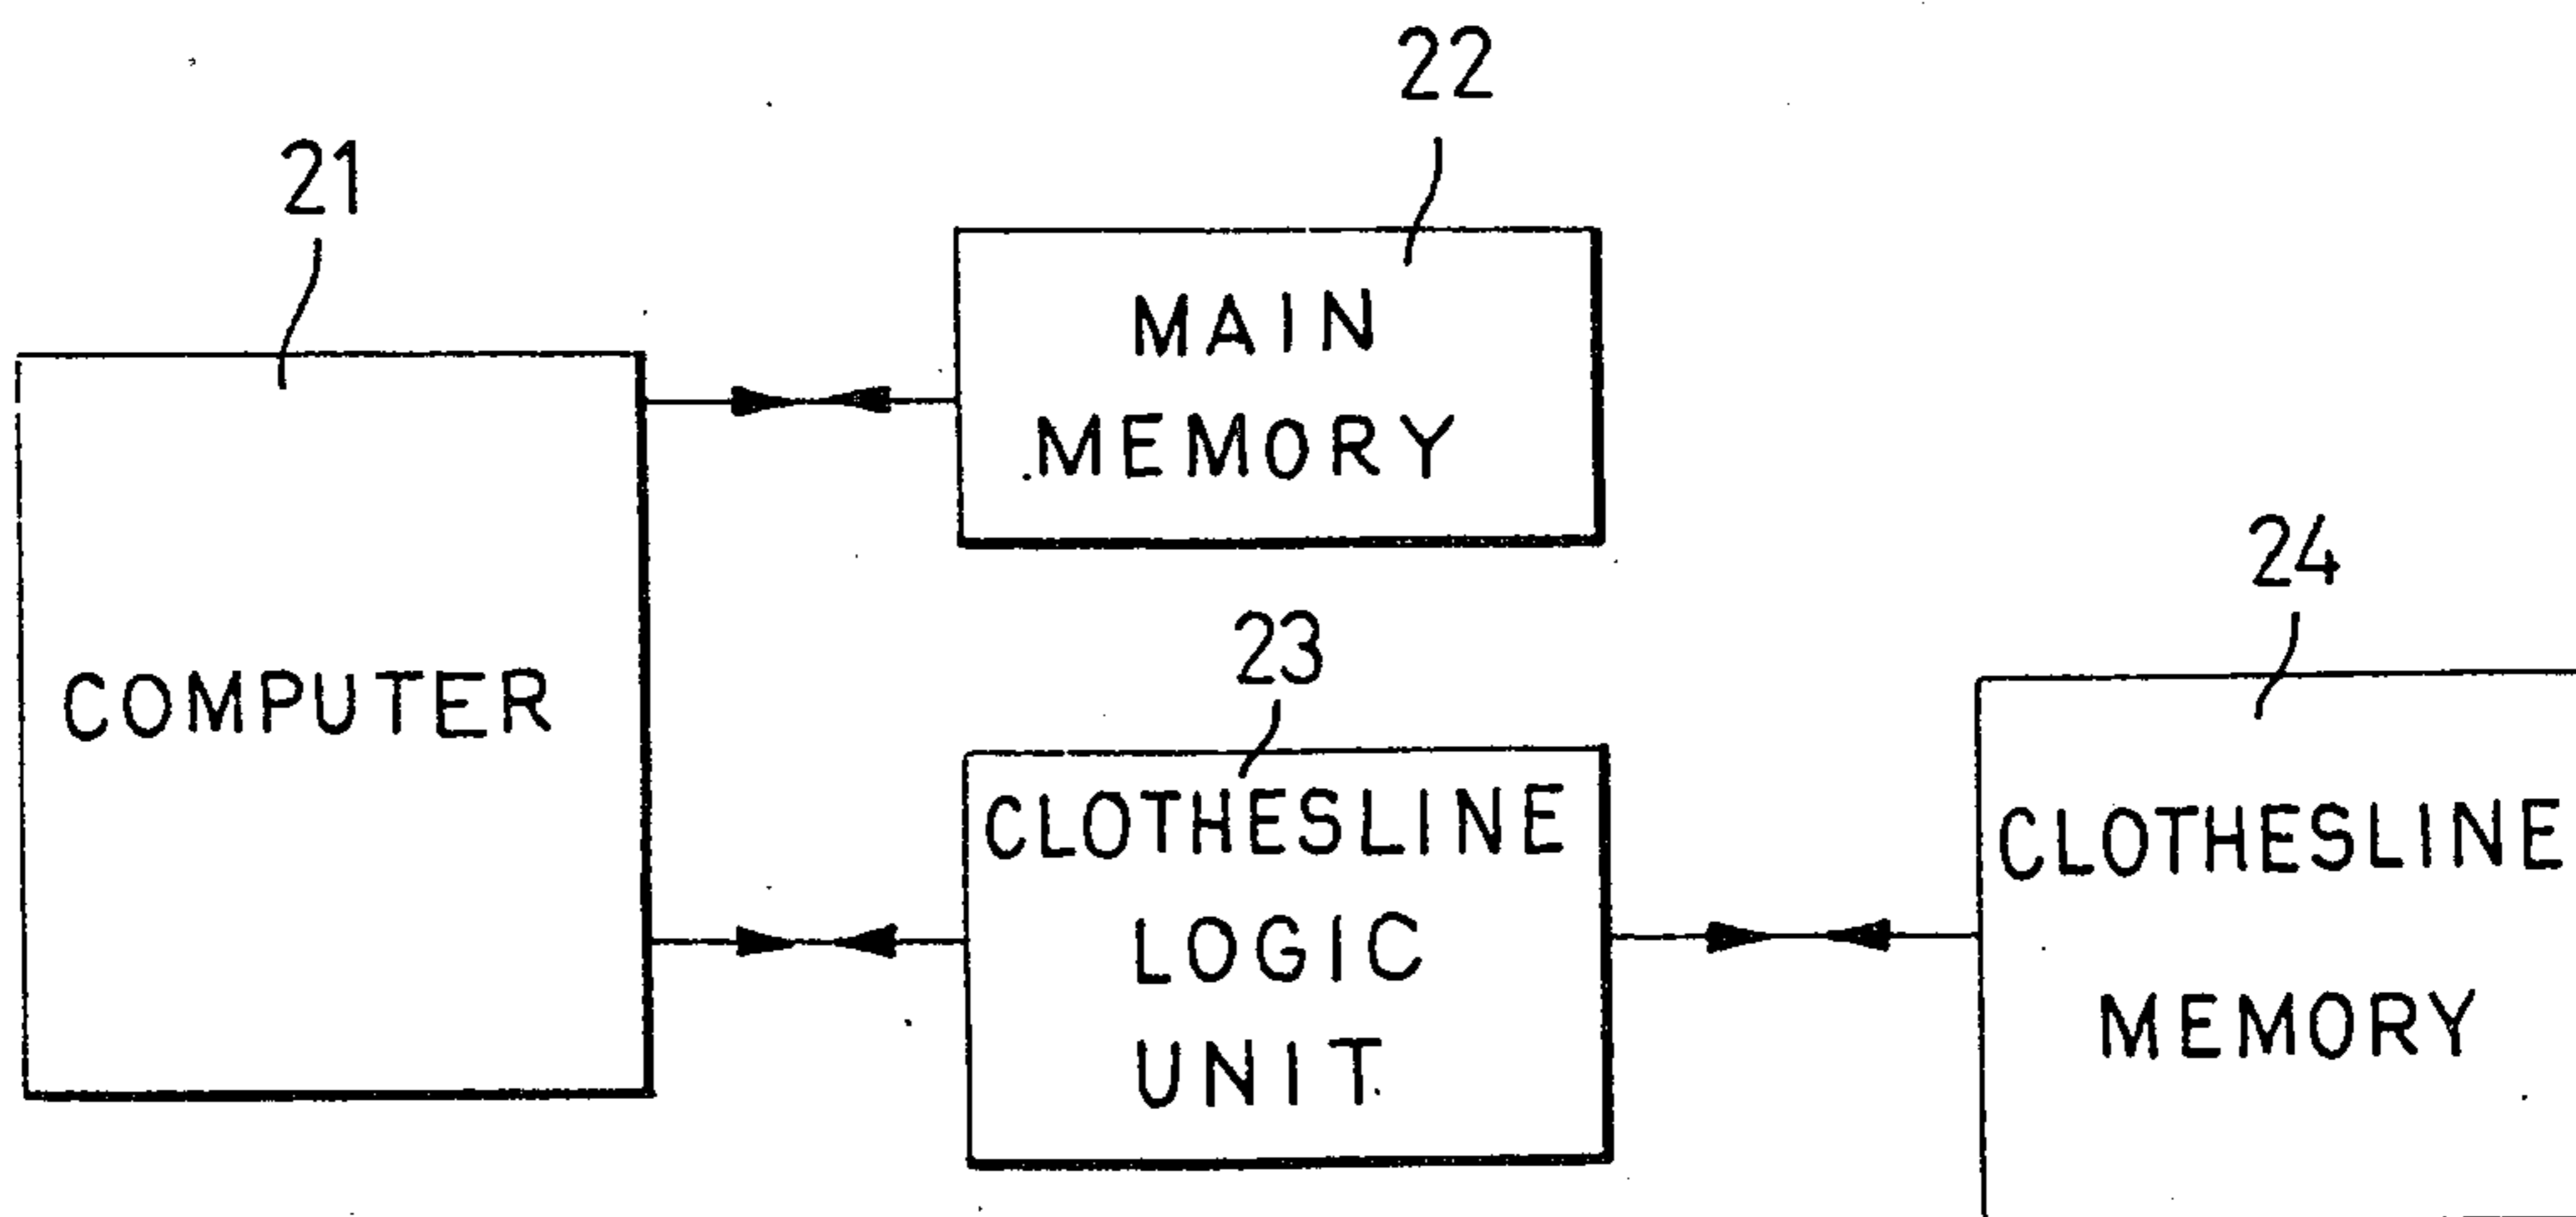 22
21
MAIN
MEMORY
24
23
COMPUTER
CLOTHESLINE
LOGIC
UNIT
CLOTHESLINE
MEMORY